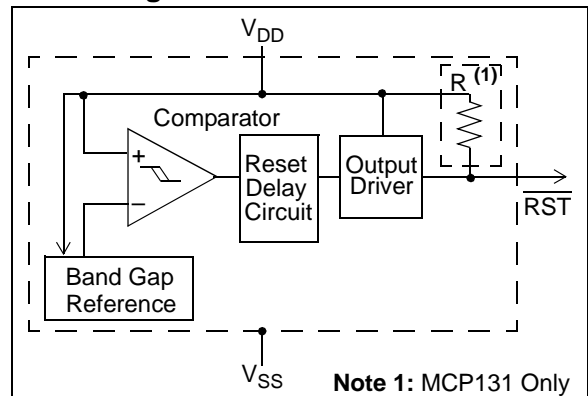 VDD
R (1)
Comparator
+
−
Reset
Delay
Circuit
Output
Driver
RST
Band Gap
Reference
VSS
Note 1: MCP131 Only